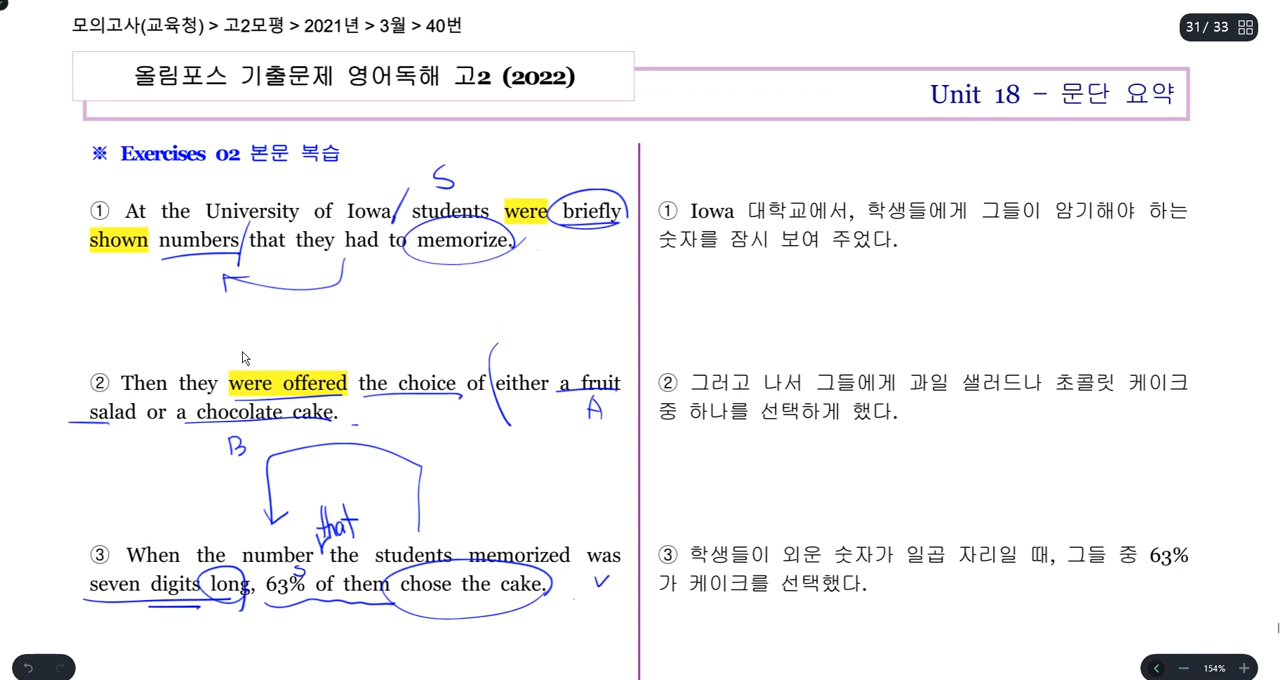 모의고사(교육청) > 고2모평 > 2021년 > 3월 > 40번
31 / 33
올림포스 기출문제 영어독해 고2 (2022)
Unit 18 – 문단 요약
※ Exercises 02 본문 복습
S
① At the University of Iowa, students were briefly
shown numbers that they had to memorize.
① Iowa 대학교에서, 학생들에게 그들이 암기해야 하는
숫자를 잠시 보여 주었다.
② Then they were offered the choice of either a fruit
salad or a chocolate cake.
A
B
② 그러고 나서 그들에게 과일 샐러드나 초콜릿 케이크
중 하나를 선택하게 했다.
that
③ When the number the students memorized was
seven digits long, 63% of them chose the cake.
S
③ 학생들이 외운 숫자가 일곱 자리일 때, 그들 중 63%
가 케이크를 선택했다.
154%